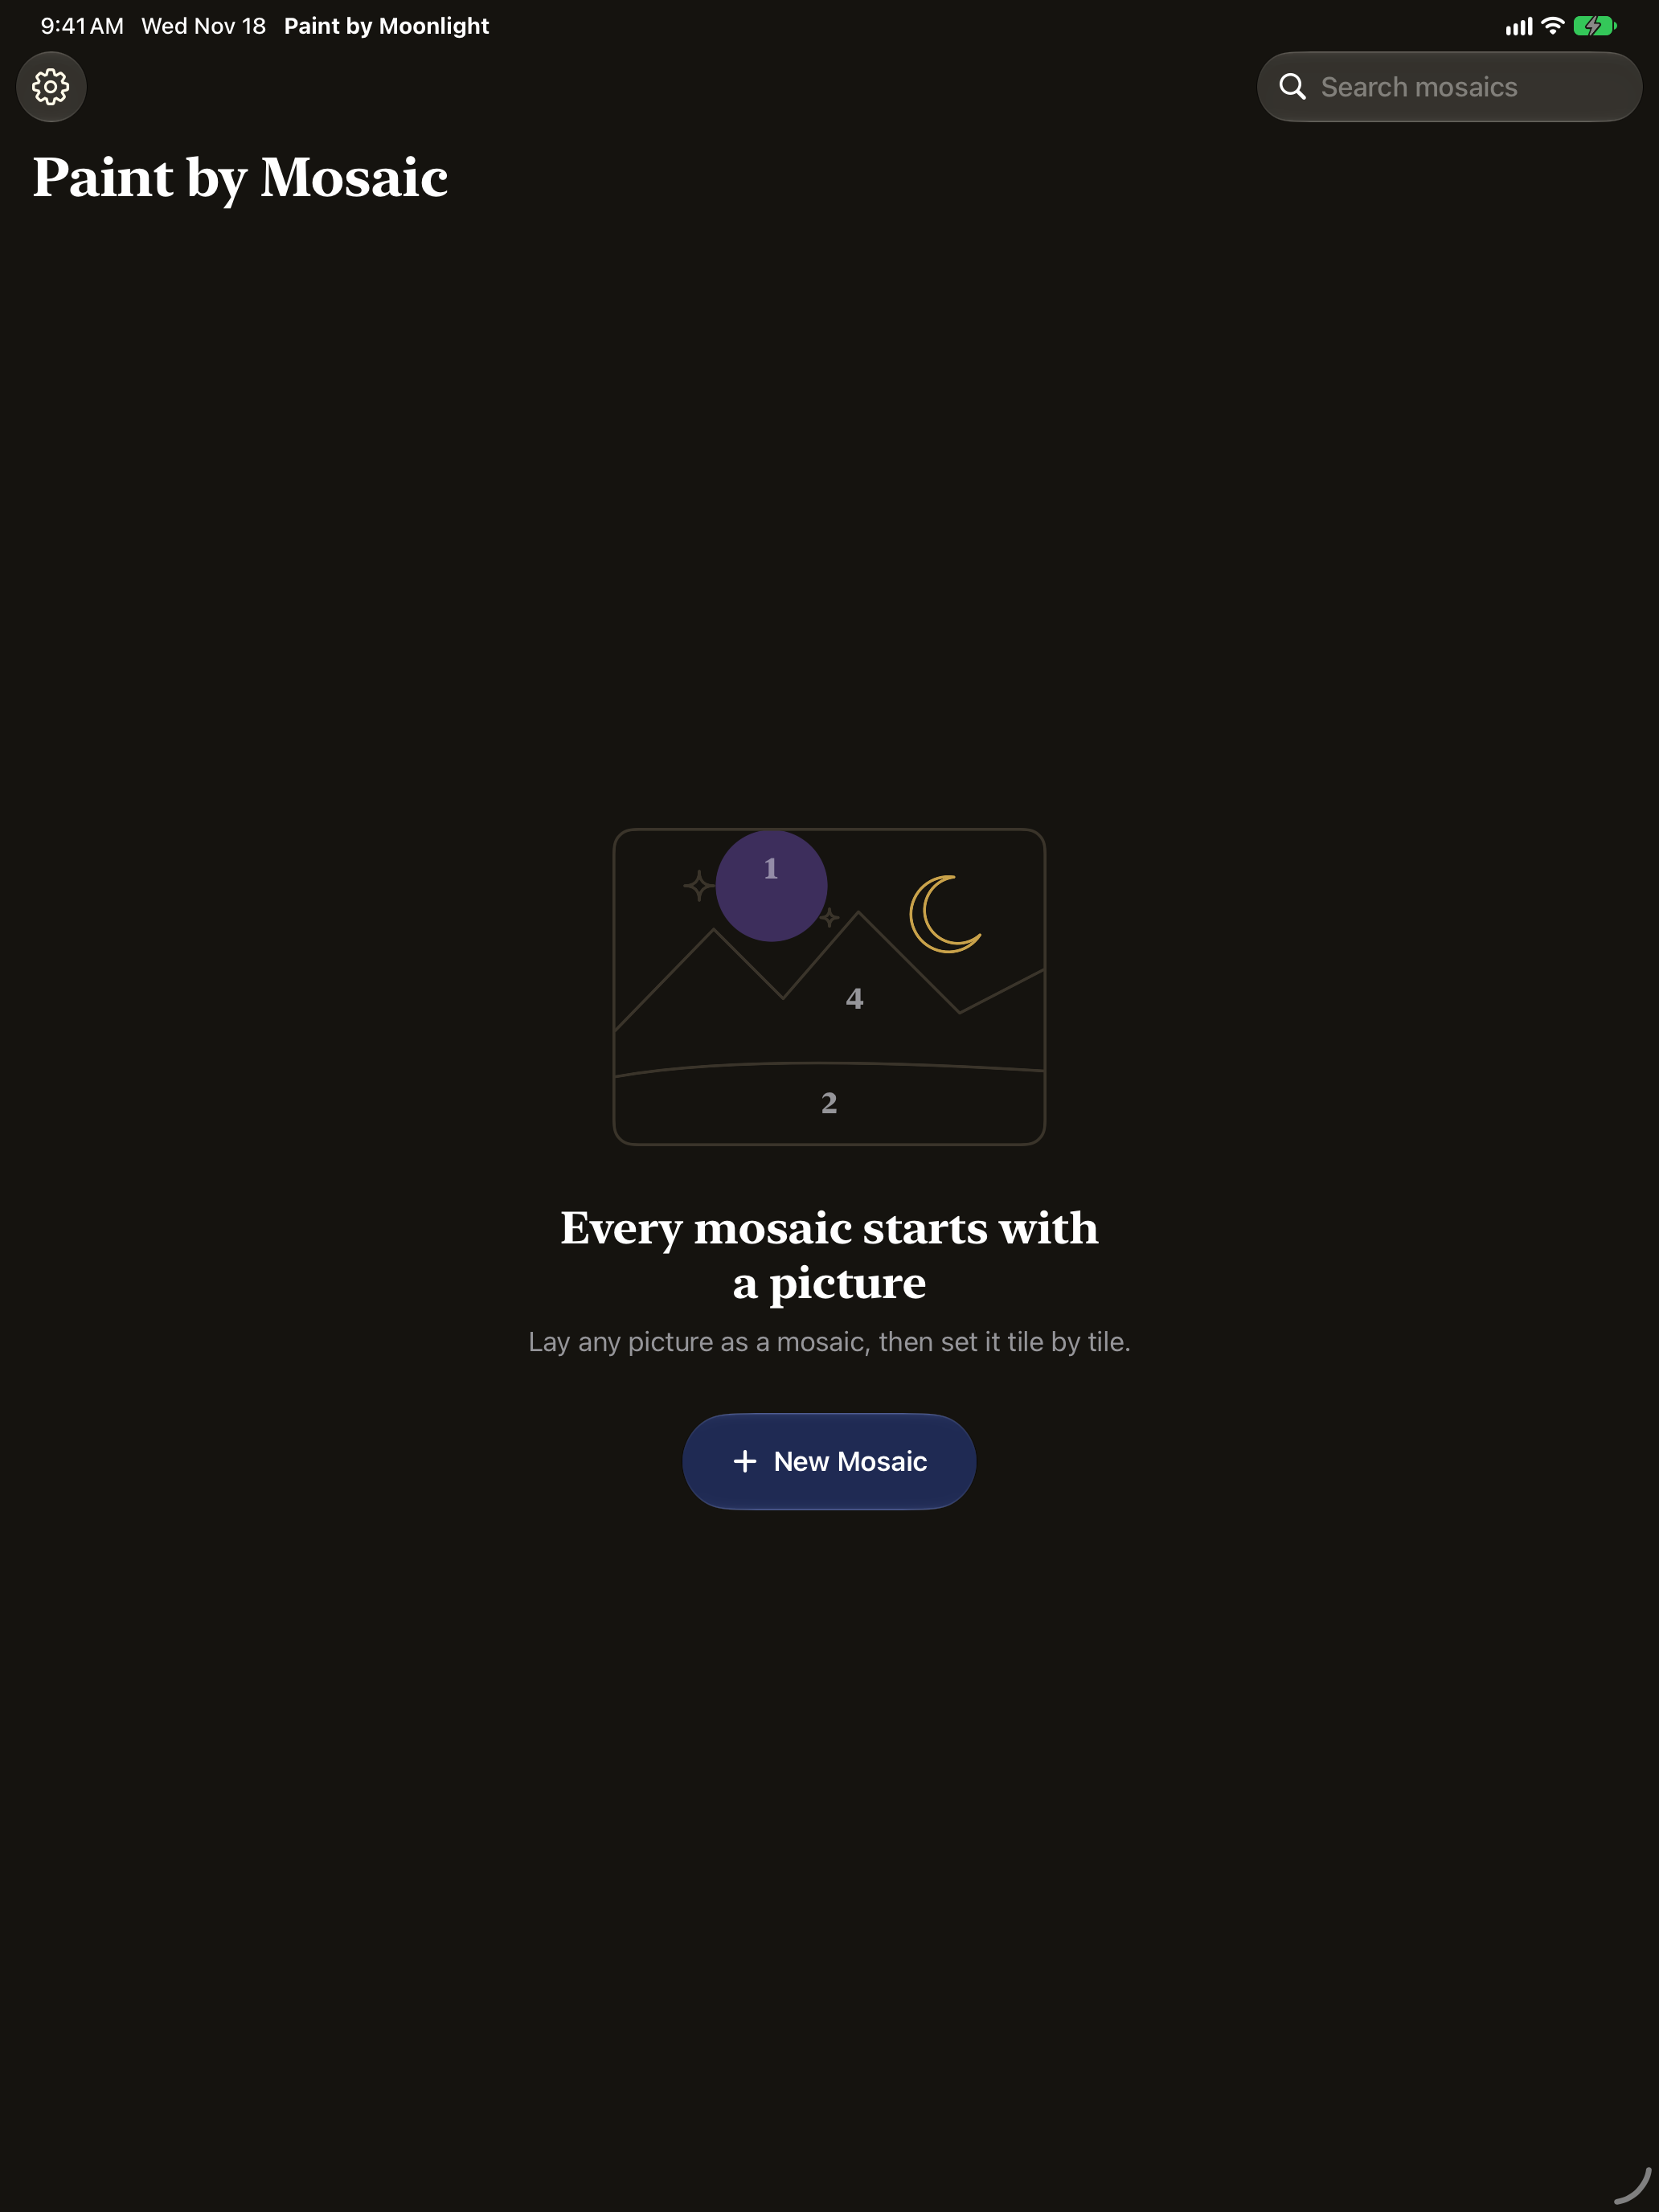 9:41 AM Wed Nov 18 Paint by Moonlight
Search mosaics
Paint by Mosaic
1
4
2
Every mosaic starts with
a picture
Lay any picture as a mosaic, then set it tile by tile.
+ New Mosaic